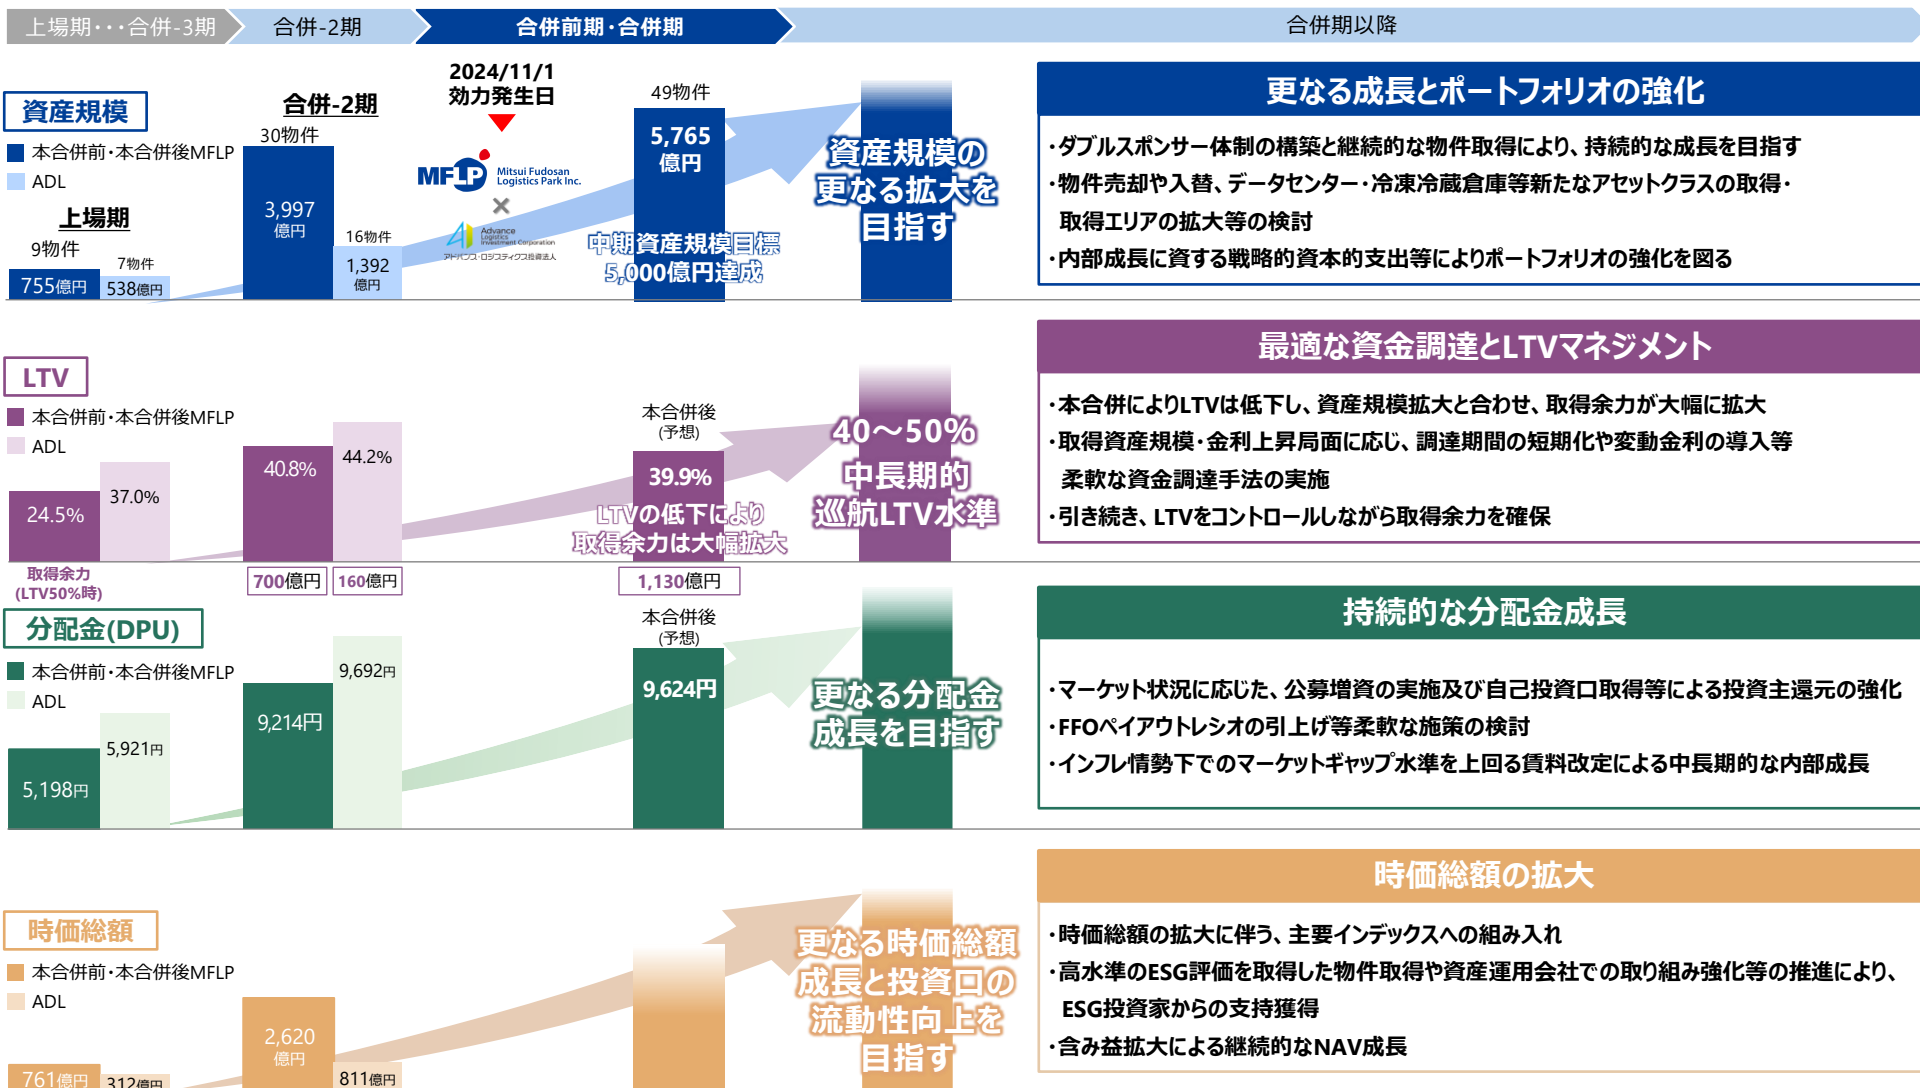 上場期・・・合併-3期
合併-2期
合併前期・合併期
合併期以降
資産規模
本合併前・本合併後MFLP
ADL
上場期
9物件
755億円
7物件
538億円
合併-2期
30物件
3,997
億円
16物件
1,392
億円
2024/11/1
効力発生日
MFLP
Mitsui Fudosan
Logistics Park Inc.
×
Advance
Logistics
Investment Corporation
アドバンス・ロジスティクス投資法人
49物件
5,765
億円
中期資産規模目標
5,000億円達成
資産規模の
更なる拡大を
目指す
更なる成長とポートフォリオの強化
・ダブルスポンサー体制の構築と継続的な物件取得により、持続的な成長を目指す
・物件売却や入替、データセンター・冷凍冷蔵倉庫等新たなアセットクラスの取得・
取得エリアの拡大等の検討
・内部成長に資する戦略的資本的支出等によりポートフォリオの強化を図る
LTV
本合併前・本合併後MFLP
ADL
24.5%
37.0%
40.8%
44.2%
本合併後
(予想)
39.9%
LTVの低下により
取得余力は大幅拡大
40～50%
中長期的
巡航LTV水準
取得余力
(LTV50%時)
700億円
160億円
1,130億円
最適な資金調達とLTVマネジメント
・本合併によりLTVは低下し、資産規模拡大と合わせ、取得余力が大幅に拡大
・取得資産規模・金利上昇局面に応じ、調達期間の短期化や変動金利の導入等
柔軟な資金調達手法の実施
・引き続き、LTVをコントロールしながら取得余力を確保
分配金(DPU)
本合併前・本合併後MFLP
ADL
5,198円
5,921円
9,214円
9,692円
本合併後
(予想)
9,624円
更なる分配金
成長を目指す
持続的な分配金成長
・マーケット状況に応じた、公募増資の実施及び自己投資口取得等による投資主還元の強化
・FFOペイアウトレシオの引上げ等柔軟な施策の検討
・インフレ情勢下でのマーケットギャップ水準を上回る賃料改定による中長期的な内部成長
時価総額
本合併前・本合併後MFLP
ADL
761億円
312億円
2,620
億円
811億円
更なる時価総額
成長と投資口の
流動性向上を
目指す
時価総額の拡大
・時価総額の拡大に伴う、主要インデックスへの組み入れ
・高水準のESG評価を取得した物件取得や資産運用会社での取り組み強化等の推進により、
ESG投資家からの支持獲得
・含み益拡大による継続的なNAV成長